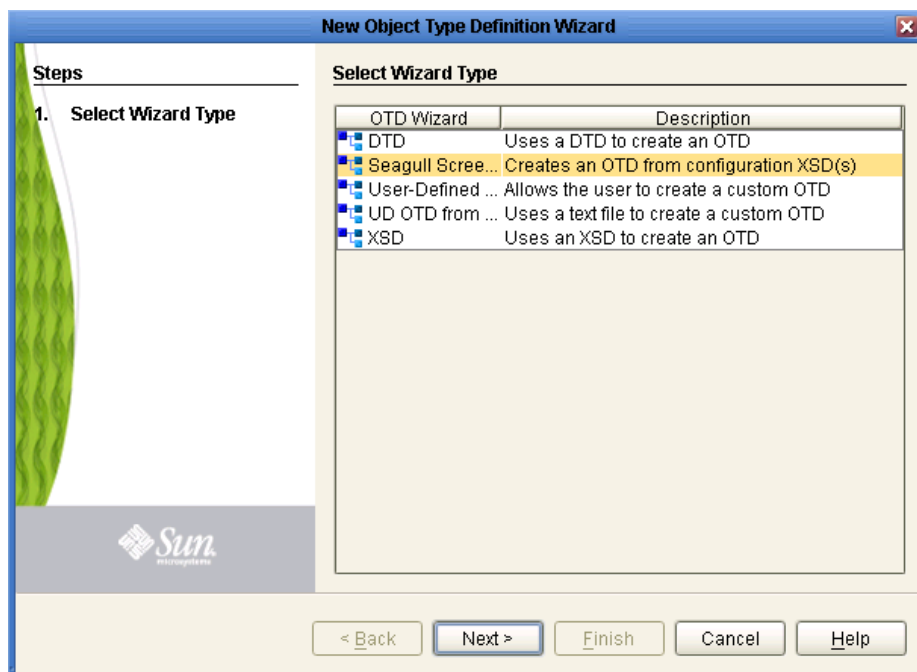 New Object Type Definition Wizard
Steps
1. Select Wizard Type
Select Wizard Type
OTD Wizard Description
DTD Uses a DTD to create an OTD
Seagull Scree... Creates an OTD from configuration XSD(s)
User-Defined ... Allows the user to create a custom OTD
UD OTD from ... Uses a text file to create a custom OTD
XSD Uses an XSD to create an OTD
Sun
microsystems
< Back Next > Finish Cancel Help